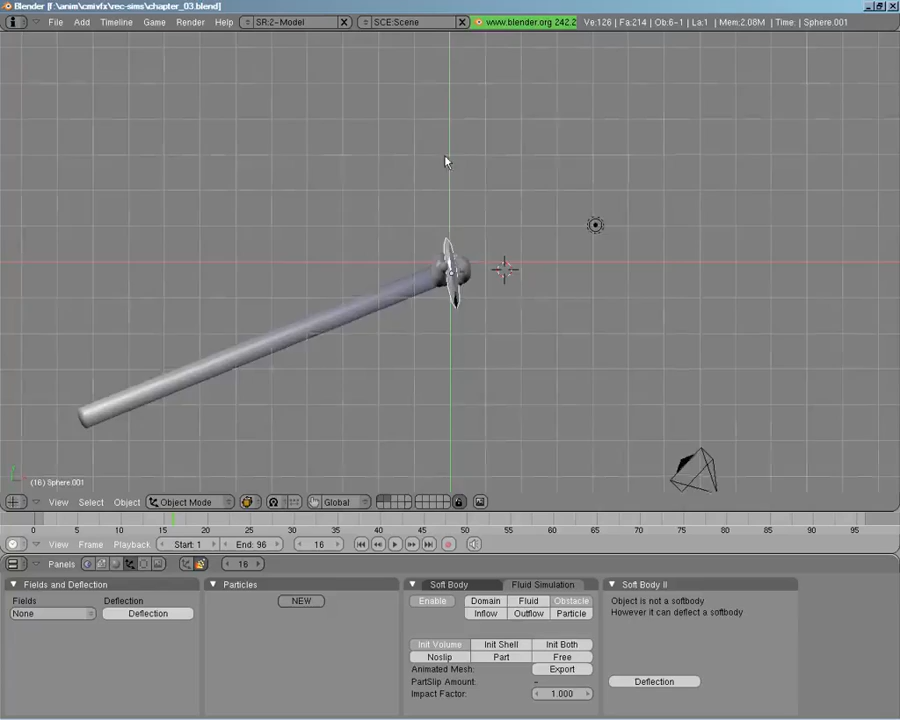 Blender [f:\anim\cmivfx\rec-sims\chapter_03.blend]
File Add Timeline Game Render Help SR:2-Model SCE:Scene www.blender.org 242.2 Ve:126 | Fa:214 | Ob:6-1 | La:1 | Mem:2.08M | Time: | Sphere.001
(16) Sphere.001
View Select Object Object Mode Global
0 5 10 15 20 25 30 35 40 45 50 55 60 65 70 75 80 85 90 95
View Frame Playback Start: 1 End: 96 16
Panels 16
Fields and Deflection Particles Soft Body Fluid Simulation Soft Body II
Fields Deflection NEW Enable Domain Fluid Obstacle Object is not a softbody
None Deflection Inflow Outflow Particle However it can deflect a softbody
Init Volume Init Shell Init Both
Noslip Part Free
Animated Mesh: Export
PartSlip Amount: – Deflection
Impact Factor: 1.000